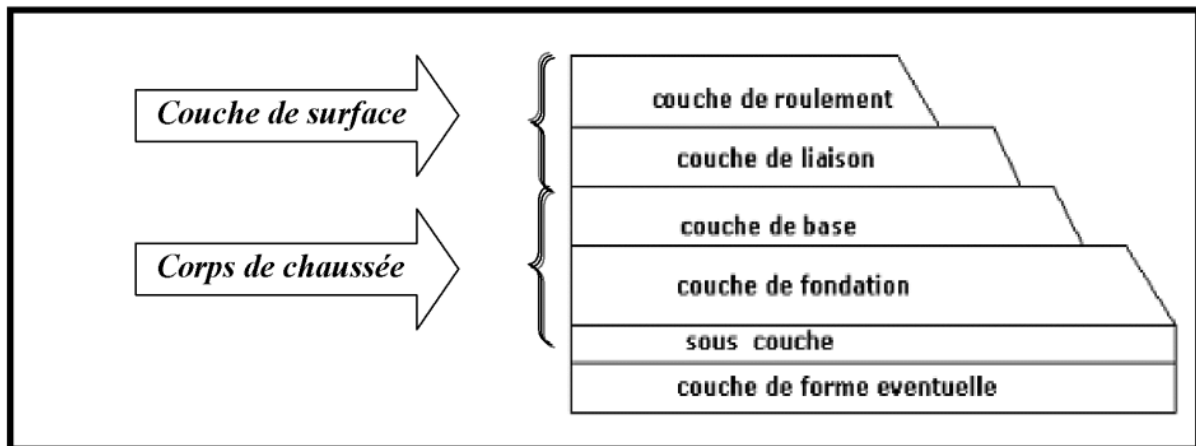 Couche de surface
Corps de chaussée
couche de roulement
couche de liaison
couche de base
couche de fondation
sous couche
couche de forme eventuelle